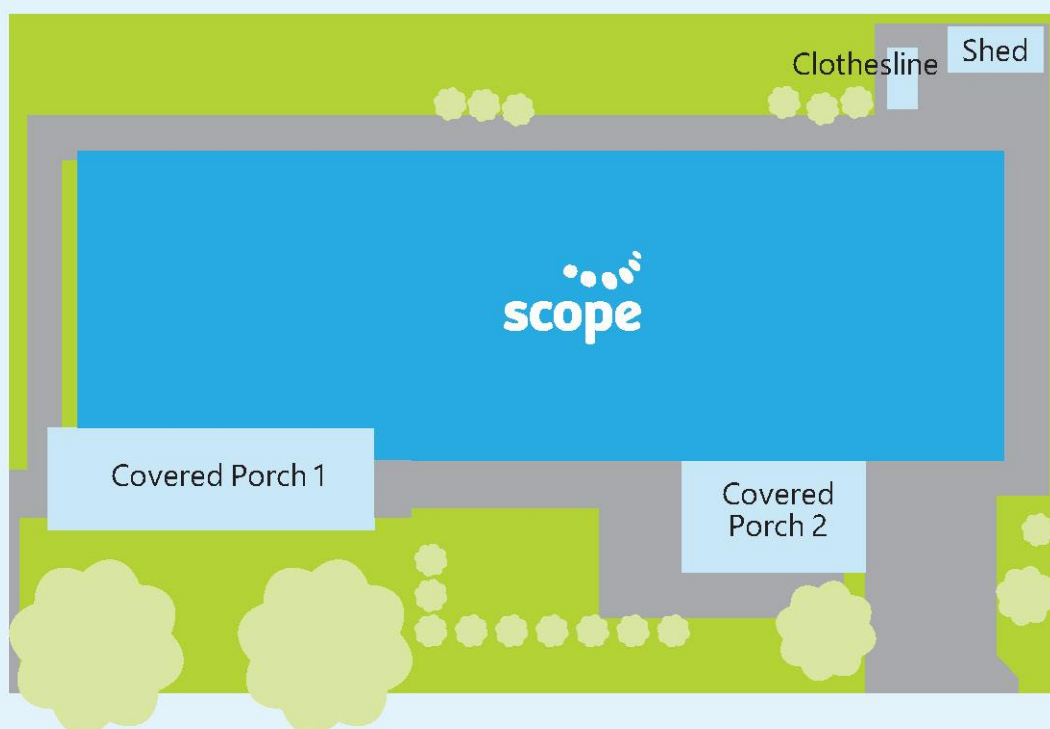 Shed
Clothesline
scope
Covered Porch 1
Covered
Porch 2